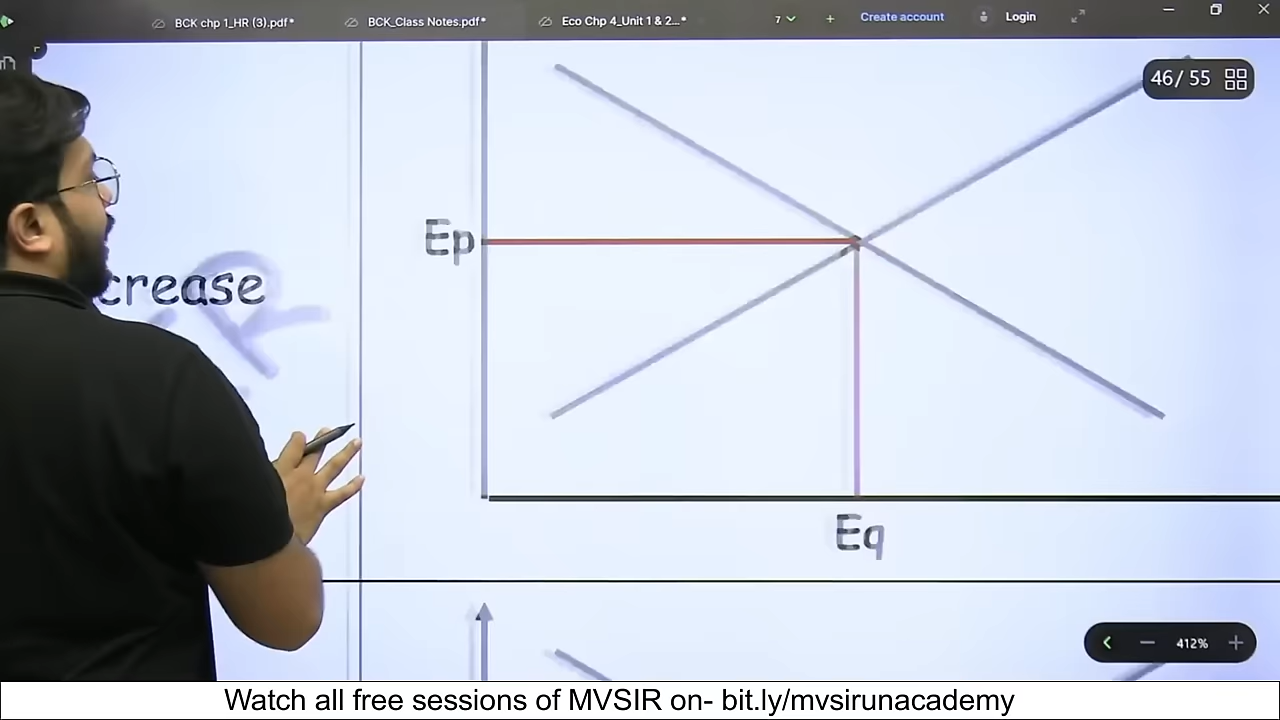 BCK chp 1_HR (3).pdf*
BCK_Class Notes.pdf*
Eco Chp 4_Unit 1 & 2...*
7
+
Create account
Login
46/ 55
Ep
crease
R
Eq
412%
Watch all free sessions of MVSIR on- bit.ly/mvsirunacademy